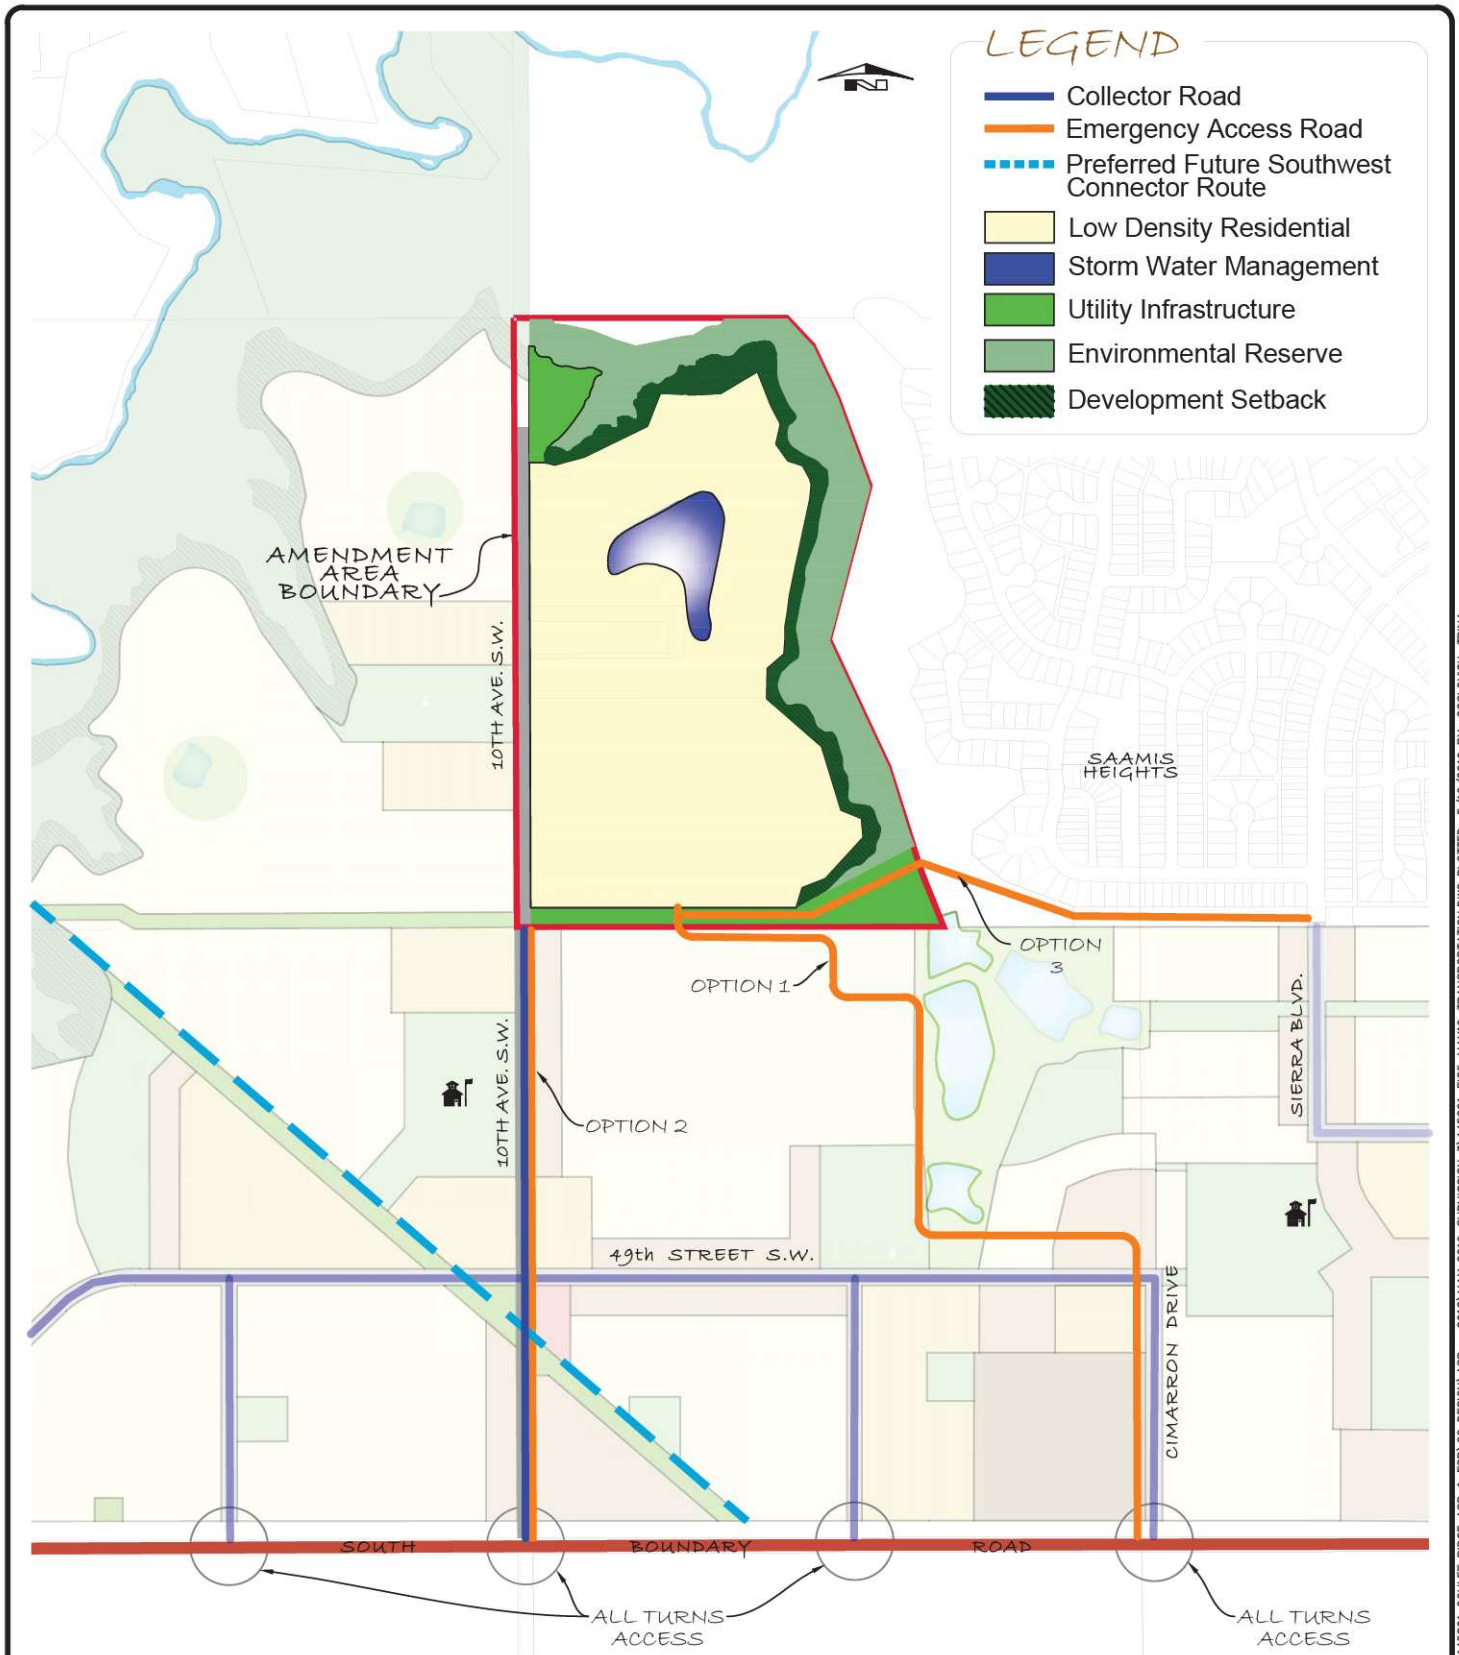 LEGEND
Collector Road
Emergency Access Road
Preferred Future Southwest
Connector Route
Low Density Residential
Storm Water Management
Utility Infrastructure
Environmental Reserve
Development Setback
N
AMENDMENT
AREA
BOUNDARY
10TH AVE. S.W.
SAAMIS
HEIGHTS
OPTION
3
OPTION 1
SIERRA BLVD.
10TH AVE. S.W.
OPTION 2
49th STREET S.W.
CIMARRON DRIVE
SOUTH BOUNDARY ROAD
ALL TURNS
ACCESS
ALL TURNS
ACCESS